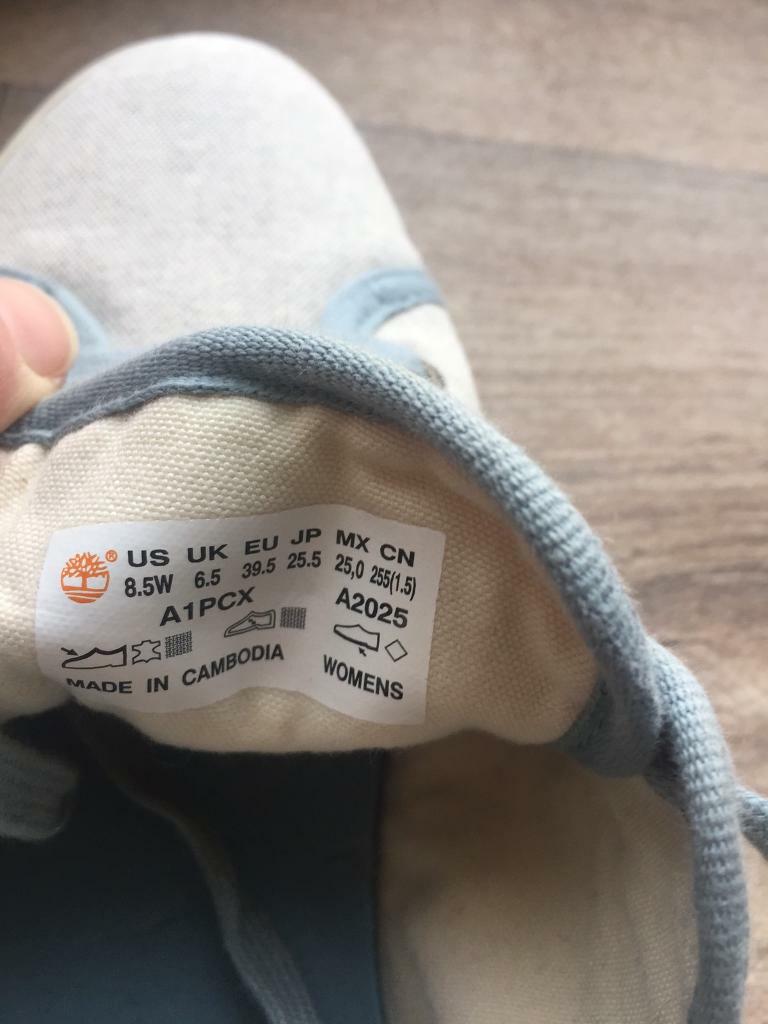 ® US UK EU JP MX CN
8.5W 6.5 39.5 25.5 25,0 255(1.5)
A1PCX A2025
MADE IN CAMBODIA WOMENS